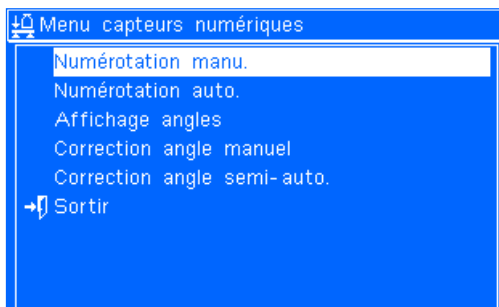 Menu capteurs numériques
Numérotation manu.
Numérotation auto.
Affichage angles
Correction angle manuel
Correction angle semi-auto.
Sortir